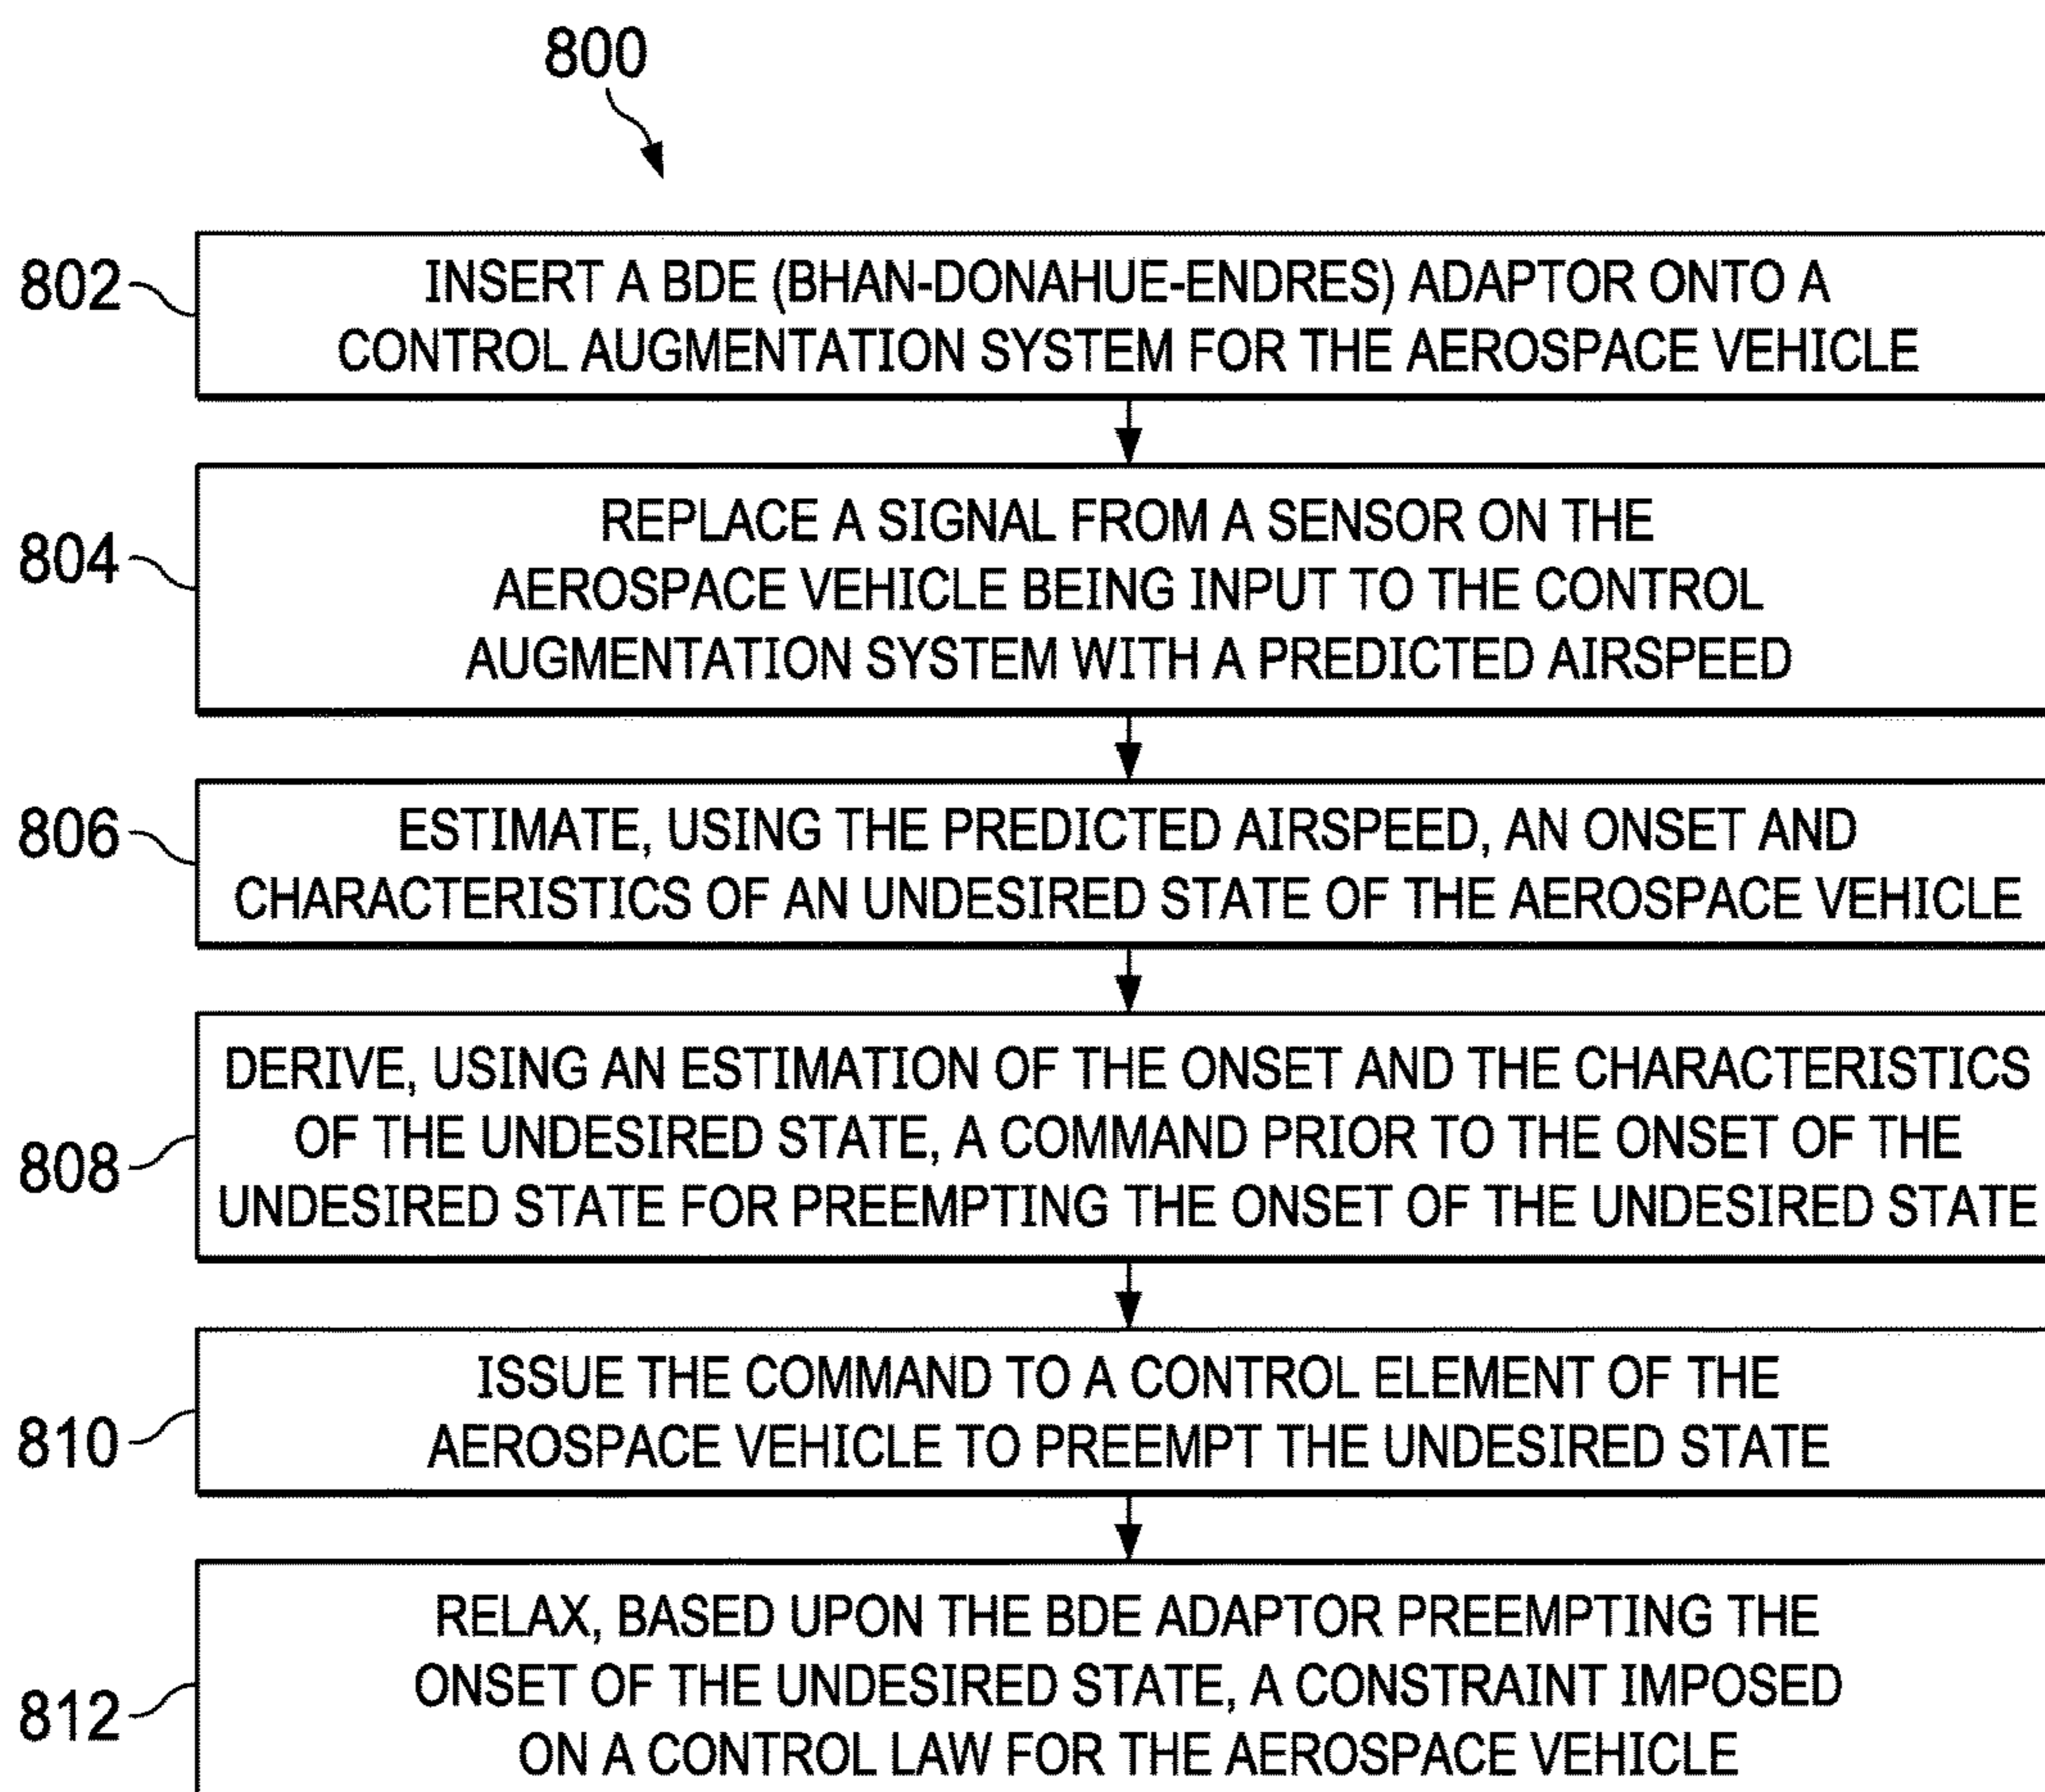 800
802
INSERT A BDE (BHAN-DONAHUE-ENDRES) ADAPTOR ONTO A
CONTROL AUGMENTATION SYSTEM FOR THE AEROSPACE VEHICLE
804
REPLACE A SIGNAL FROM A SENSOR ON THE
AEROSPACE VEHICLE BEING INPUT TO THE CONTROL
AUGMENTATION SYSTEM WITH A PREDICTED AIRSPEED
806
ESTIMATE, USING THE PREDICTED AIRSPEED, AN ONSET AND
CHARACTERISTICS OF AN UNDESIRED STATE OF THE AEROSPACE VEHICLE
808
DERIVE, USING AN ESTIMATION OF THE ONSET AND THE CHARACTERISTICS
OF THE UNDESIRED STATE, A COMMAND PRIOR TO THE ONSET OF THE
UNDESIRED STATE FOR PREEMPTING THE ONSET OF THE UNDESIRED STATE
810
ISSUE THE COMMAND TO A CONTROL ELEMENT OF THE
AEROSPACE VEHICLE TO PREEMPT THE UNDESIRED STATE
812
RELAX, BASED UPON THE BDE ADAPTOR PREEMPTING THE
ONSET OF THE UNDESIRED STATE, A CONSTRAINT IMPOSED
ON A CONTROL LAW FOR THE AEROSPACE VEHICLE